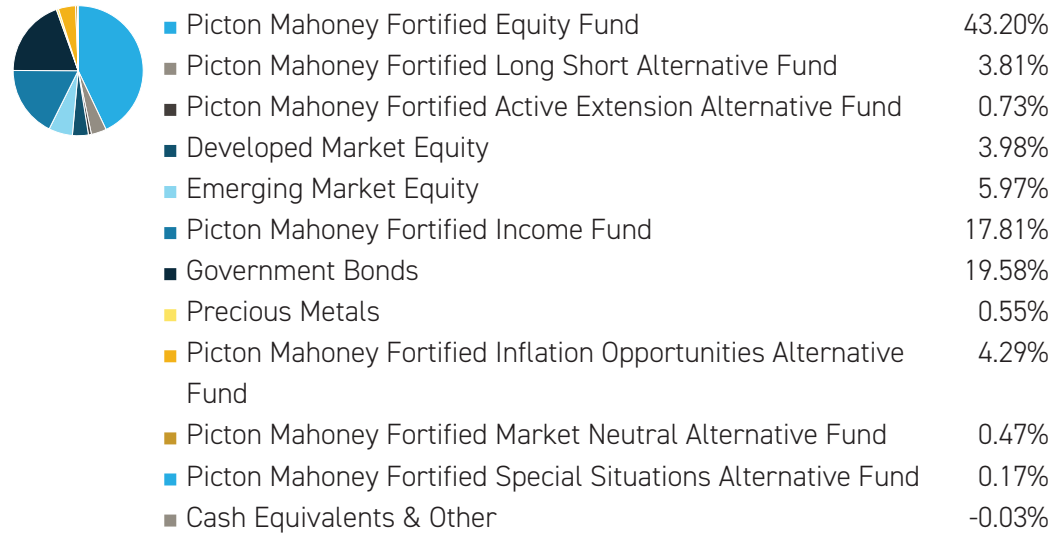 Picton Mahoney Fortified Equity Fund 43.20%
Picton Mahoney Fortified Long Short Alternative Fund 3.81%
Picton Mahoney Fortified Active Extension Alternative Fund 0.73%
Developed Market Equity 3.98%
Emerging Market Equity 5.97%
Picton Mahoney Fortified Income Fund 17.81%
Government Bonds 19.58%
Precious Metals 0.55%
Picton Mahoney Fortified Inflation Opportunities Alternative 4.29%
Fund
Picton Mahoney Fortified Market Neutral Alternative Fund 0.47%
Picton Mahoney Fortified Special Situations Alternative Fund 0.17%
Cash Equivalents & Other -0.03%